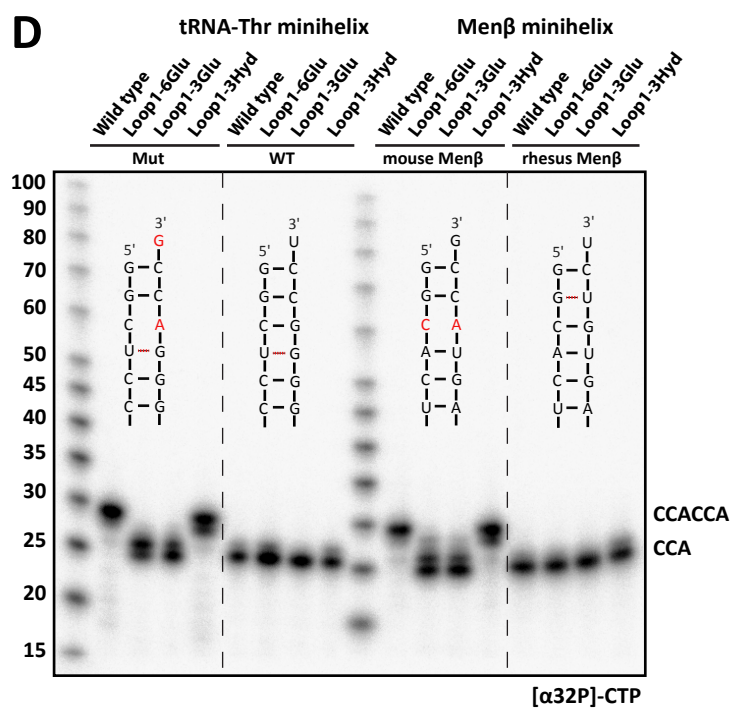 D
tRNA-Thr minihelix Menβ minihelix
Wild type Loop1-6Glu Loop1-3Glu Loop1-3Hyd Wild type Loop1-6Glu Loop1-3Glu Loop1-3Hyd Wild type Loop1-6Glu Loop1-3Glu Loop1-3Hyd Wild type Loop1-6Glu Loop1-3Glu Loop1-3Hyd
Mut WT mouse Menβ rhesus Menβ
100
90
80
70
60
50
45
40
35
30
25
20
15
3'
G
5'
G C
G C
C A
U G
C G
C G
3'
U
5'
G C
G C
C G
U G
C G
C G
3'
G
5'
G C
G C
C A
A U
C G
U A
3'
U
5'
G C
G U
C G
A U
C G
U A
CCACCA
CCA
[α32P]-CTP